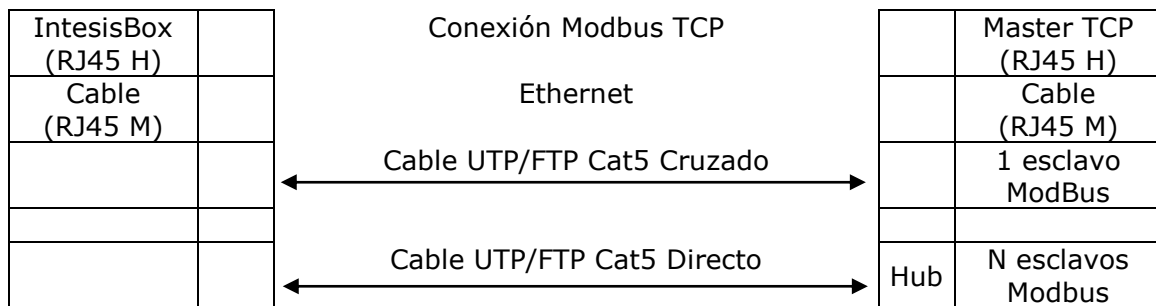 IntesisBox
(RJ45 H)
Conexión Modbus TCP
Master TCP
(RJ45 H)
Cable
(RJ45 M)
Ethernet
Cable
(RJ45 M)
Cable UTP/FTP Cat5 Cruzado
1 esclavo
ModBus
Cable UTP/FTP Cat5 Directo
Hub
N esclavos
Modbus